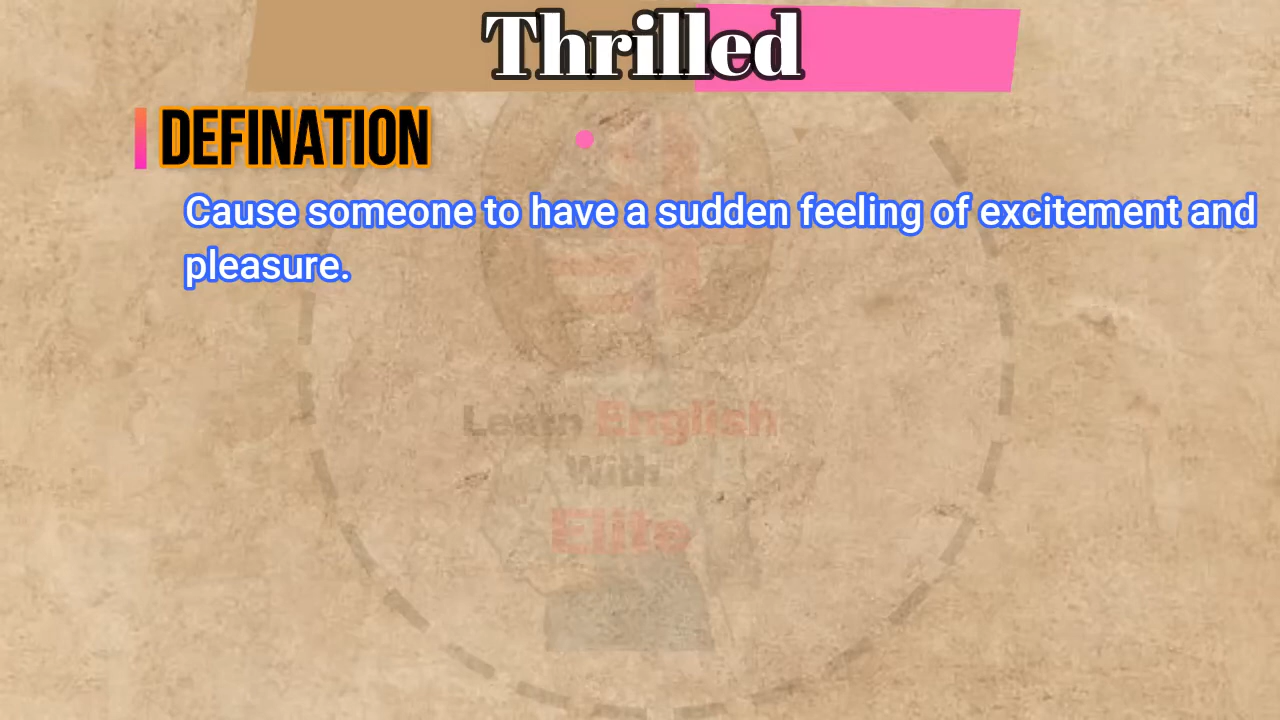 Thrilled
DEFINATION
Cause someone to have a sudden feeling of excitement and
pleasure.
Learn English
With
Elite